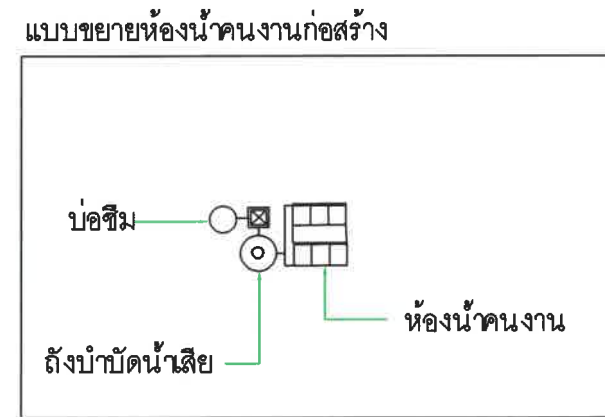 แบบขยายห้องน้ำคนงานก่อสร้าง
บ่อซึม
ห้องน้ำคนงาน
ถังบำบัดน้ำเสีย